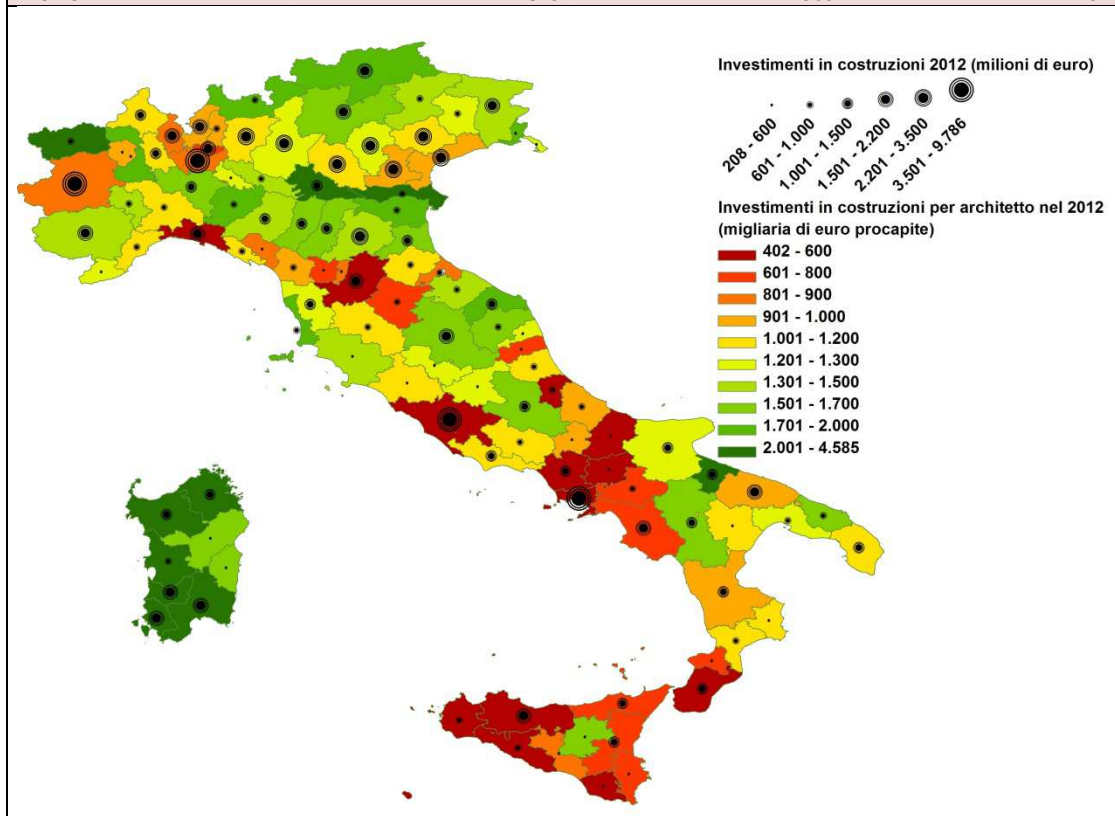 Investimenti in costruzioni 2012 (milioni di euro)
208 - 600
601 - 1.000
1.001 - 1.500
1.501 - 2.200
2.201 - 3.500
3.501 - 9.786
Investimenti in costruzioni per architetto nel 2012
(migliaria di euro procapite)
402 - 600
601 - 800
801 - 900
901 - 1.000
1.001 - 1.200
1.201 - 1.300
1.301 - 1.500
1.501 - 1.700
1.701 - 2.000
2.001 - 4.585